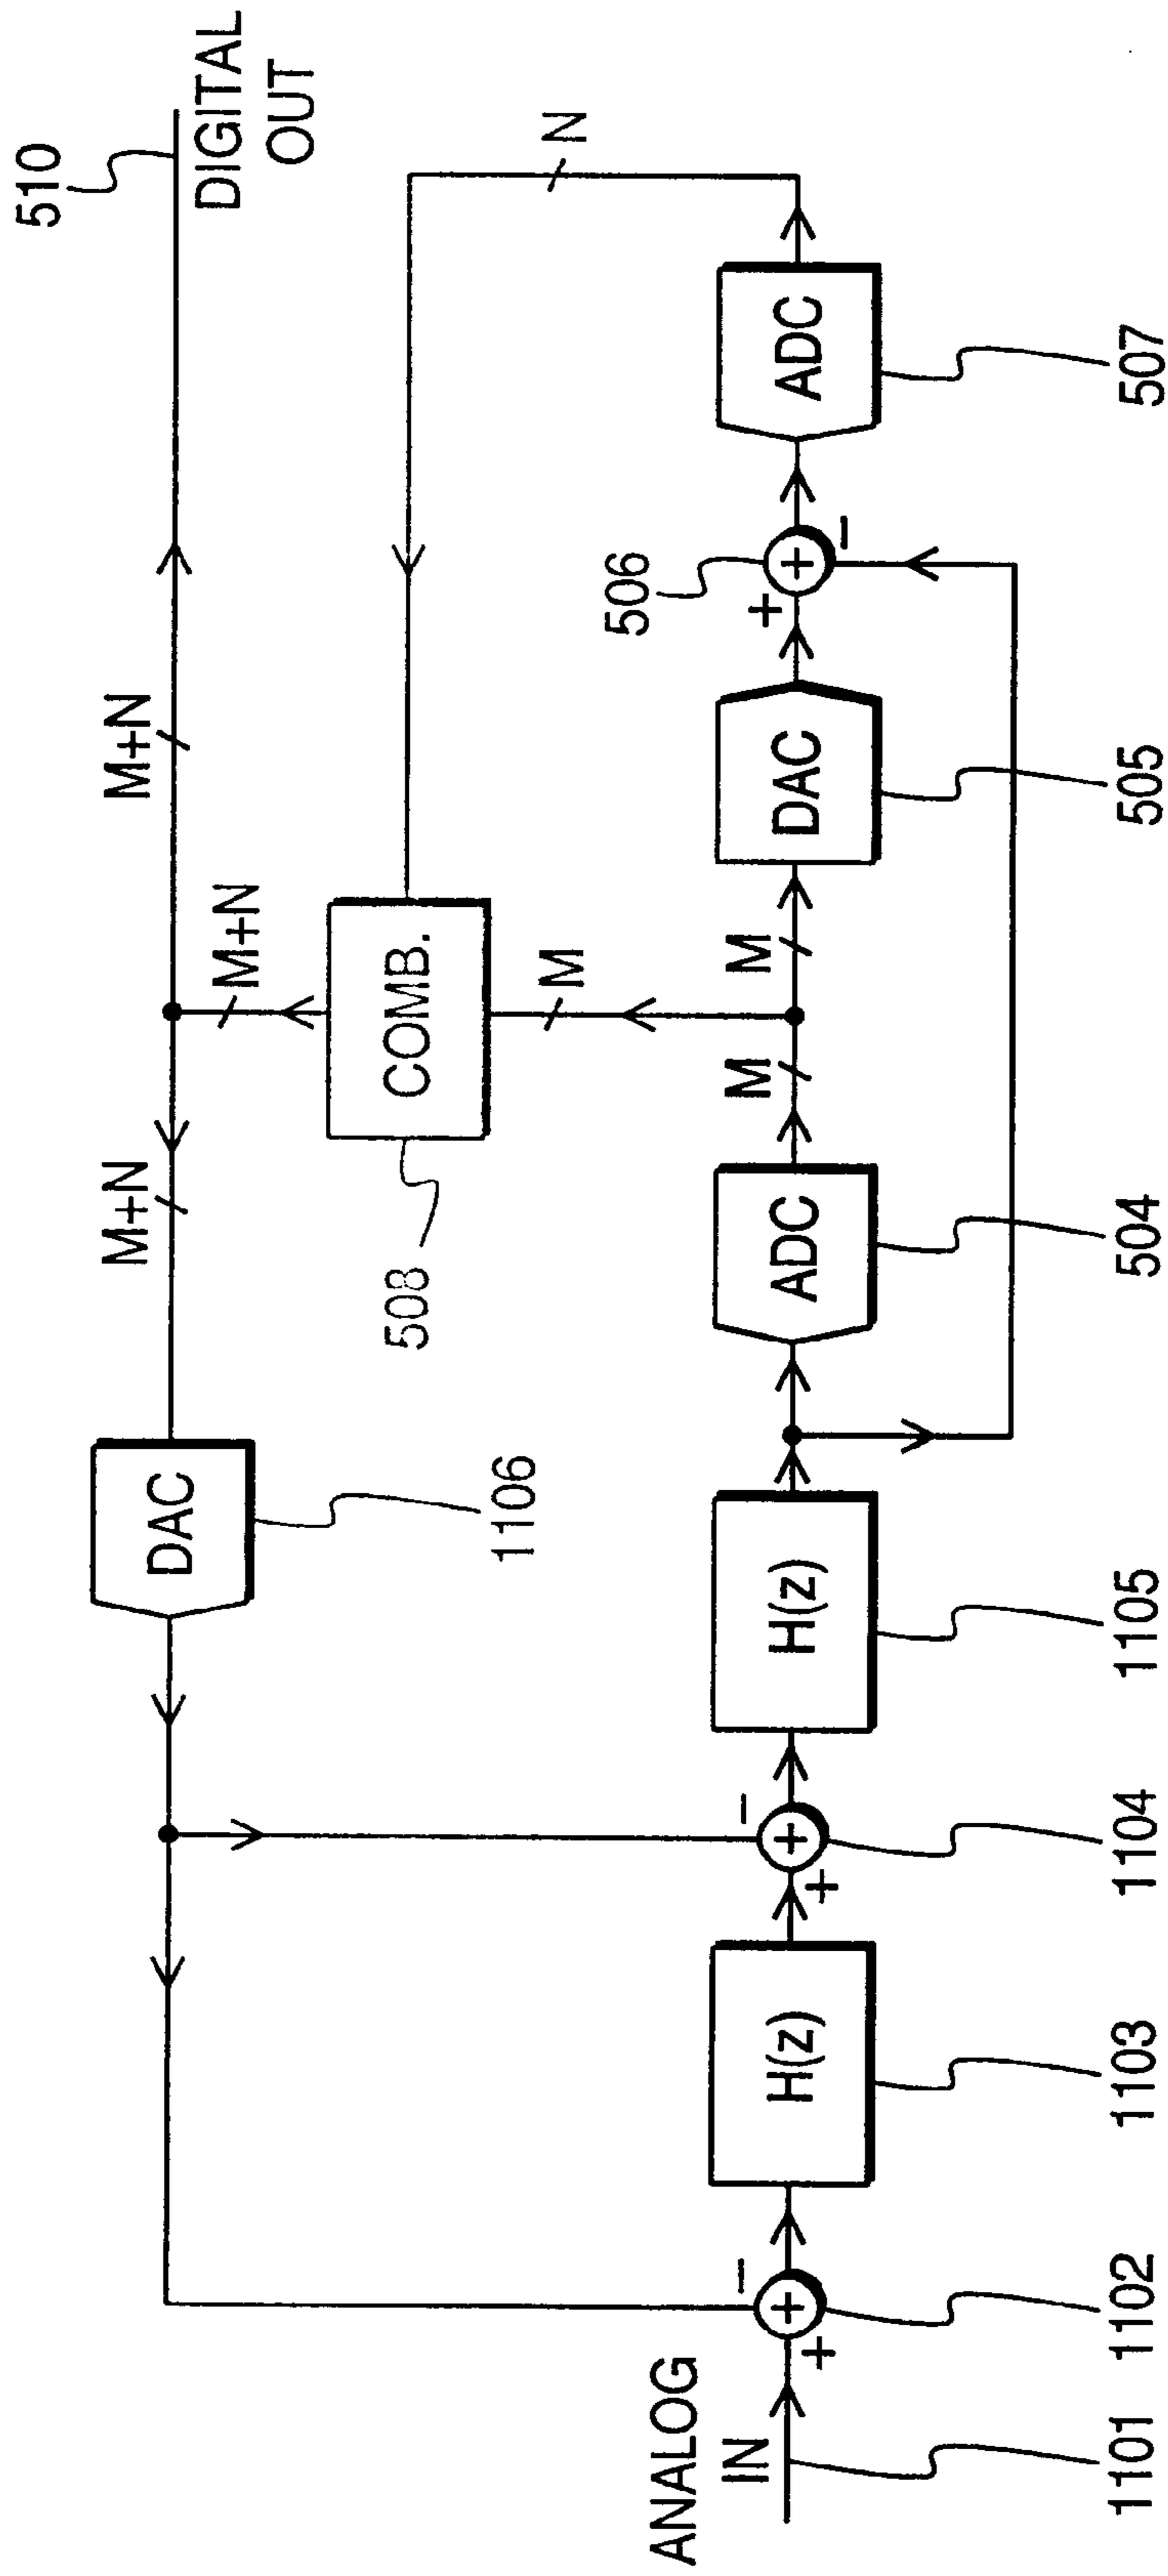 510
DIGITAL
OUT
M+N
M+N
M+N
DAC
1106
N
COMB.
508
M
ANALOG
IN
1101
+
−
+
1102
H(z)
1103
+
−
+
1104
H(z)
1105
ADC
504
M
M
DAC
505
506
+
+
−
ADC
507